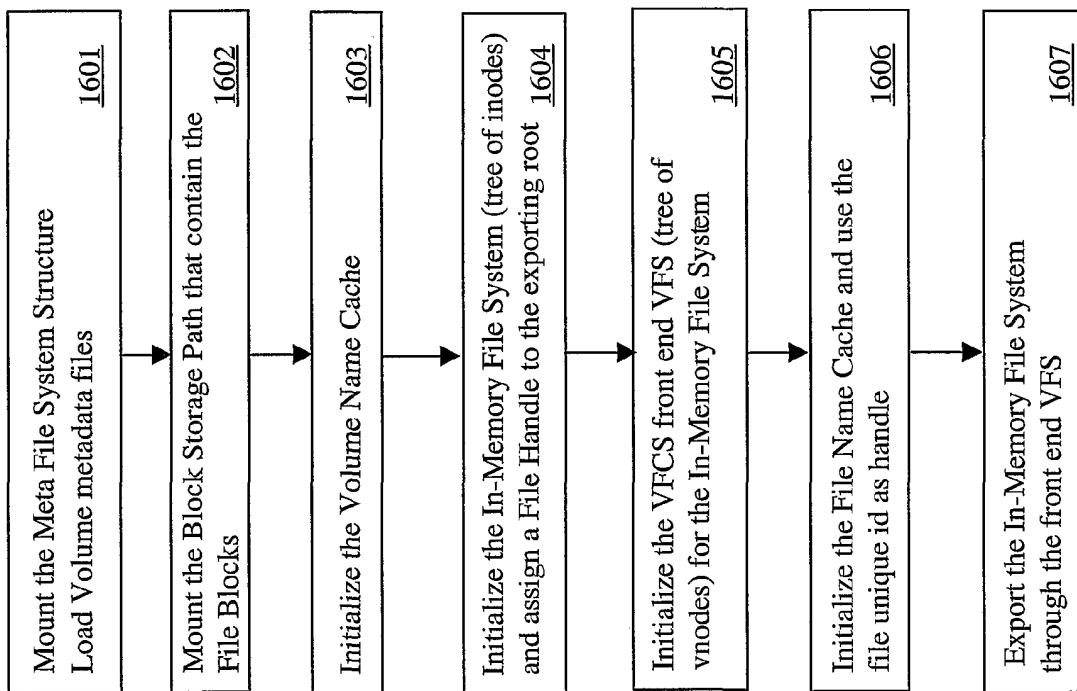 Mount the Meta File System Structure
Load Volume metadata files
1601
Mount the Block Storage Path that contain the
File Blocks
1602
Initialize the Volume Name Cache
1603
Initialize the In-Memory File System (tree of inodes)
and assign a File Handle to the exporting root
1604
Initialize the VFCS front end VFS (tree of
vnodes) for the In-Memory File System
1605
Initialize the File Name Cache and use the
file unique id as handle
1606
Export the In-Memory File System
through the front end VFS
1607